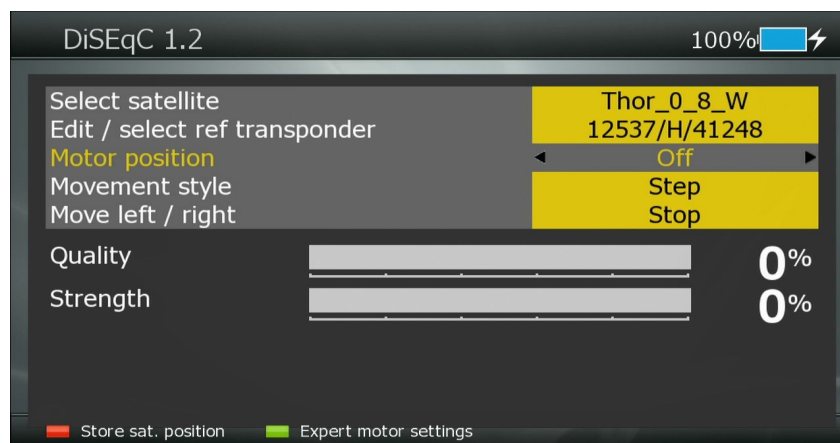 DiSEqC 1.2
100%
Select satellite Thor_0_8_W
Edit / select ref transponder 12537/H/41248
Motor position Off
Movement style Step
Move left / right Stop
Quality 0%
Strength 0%
Store sat. position Expert motor settings